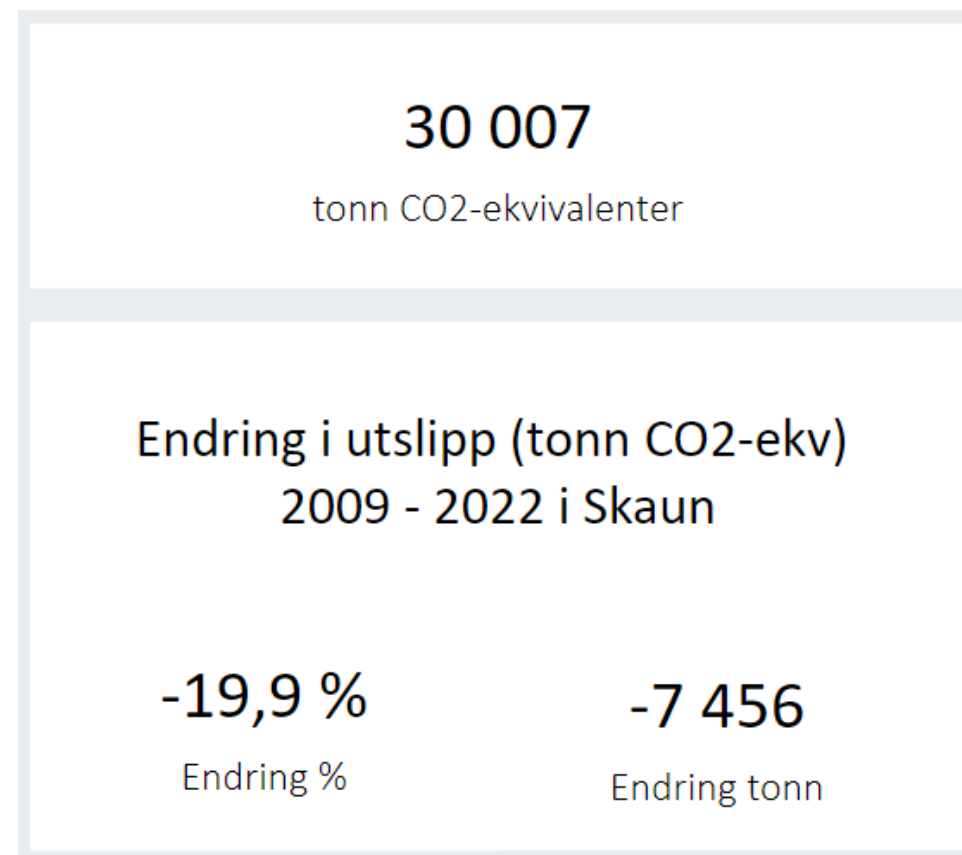 30 007
tonn CO2-ekvivalenter
Endring i utslipp (tonn CO2-ekv)
2009 - 2022 i Skaun
-19,9 %
Endring %
-7 456
Endring tonn